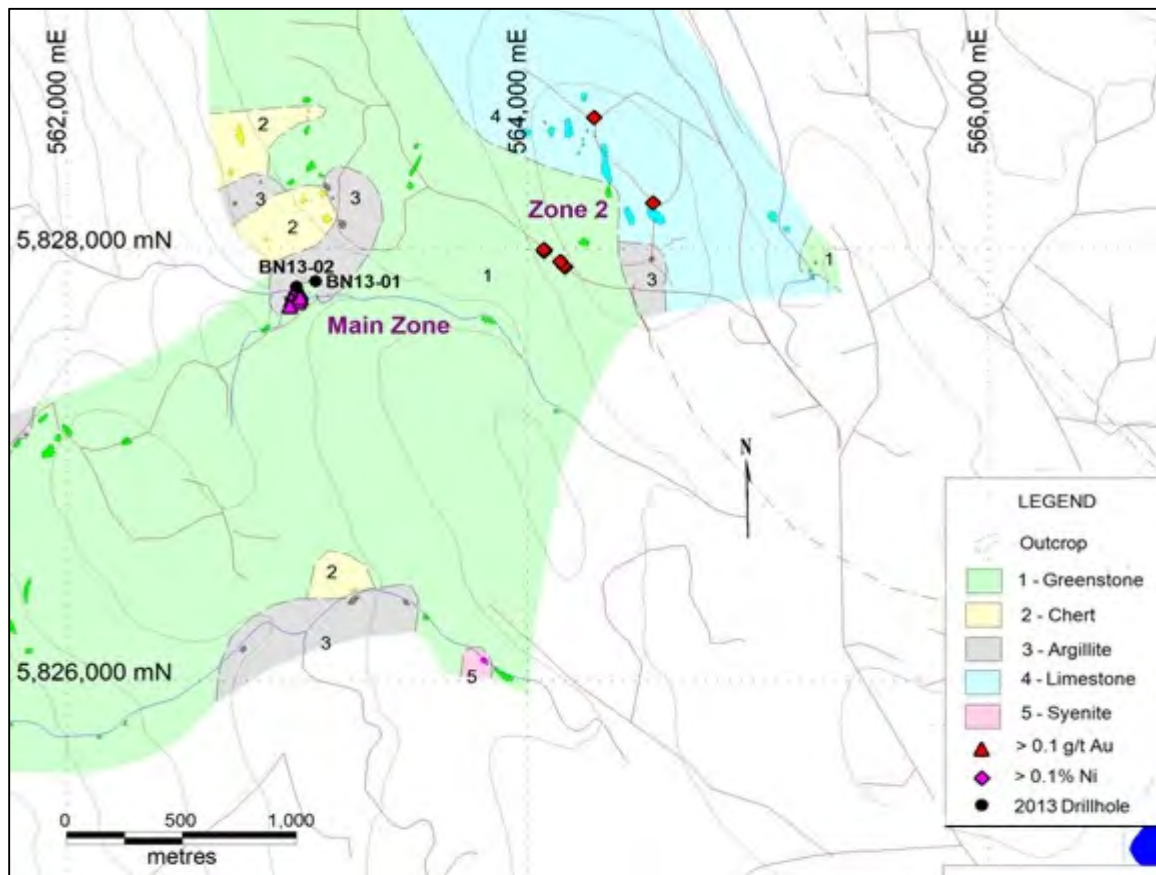 562,000 mE
564,000 mE
566,000 mE
2
4
3
3
2
Zone 2
5,828,000 mN
BN13-02
BN13-01
1
3
1
Main Zone
N
2
3
5,826,000 mN
5
LEGEND
Outcrop
1 - Greenstone
2 - Chert
3 - Argillite
4 - Limestone
5 - Syenite
> 0.1 g/t Au
> 0.1% Ni
2013 Drillhole
0 500 1,000
metres